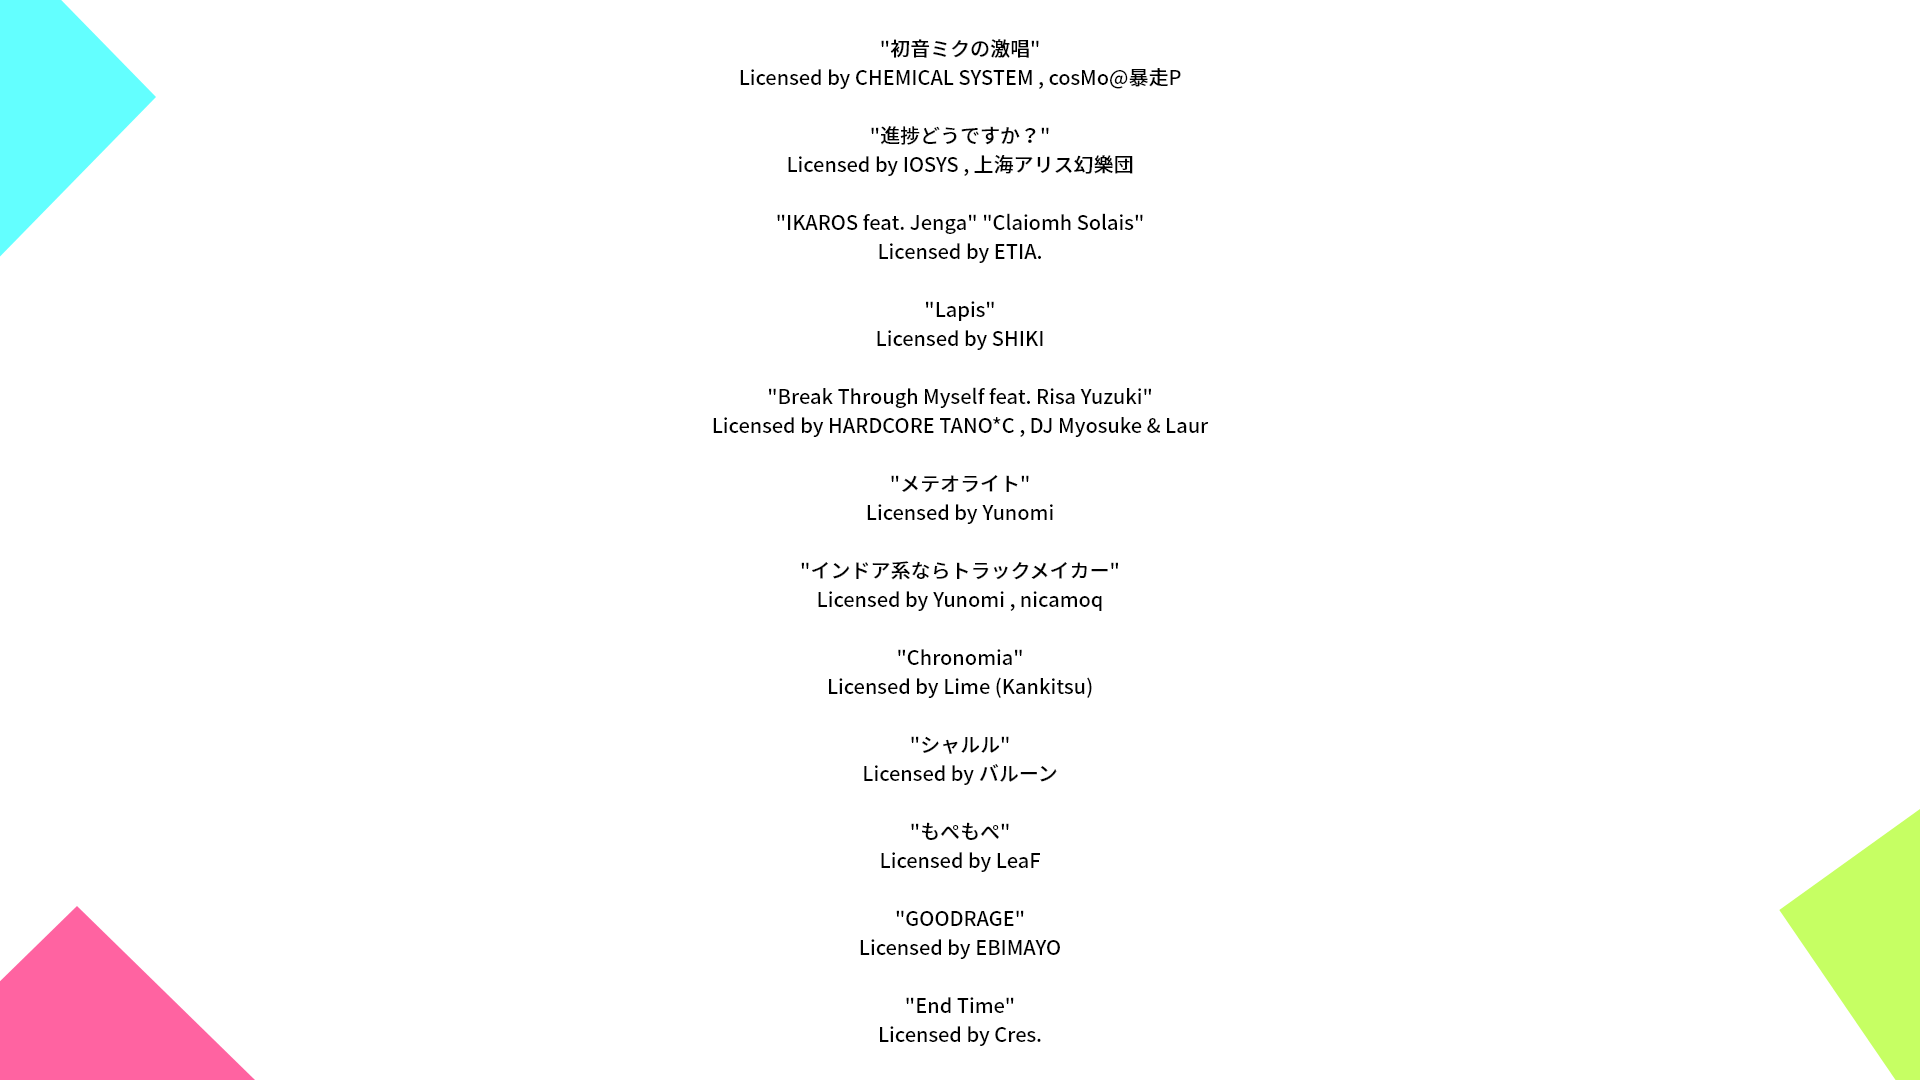 "初音ミクの激唱"
Licensed by CHEMICAL SYSTEM , cosMo@暴走P
"進捗どうですか？"
Licensed by IOSYS , 上海アリス幻樂団
"IKAROS feat. Jenga" "Claiomh Solais"
Licensed by ETIA.
"Lapis"
Licensed by SHIKI
"Break Through Myself feat. Risa Yuzuki"
Licensed by HARDCORE TANO*C , DJ Myosuke & Laur
"メテオライト"
Licensed by Yunomi
"インドア系ならトラックメイカー"
Licensed by Yunomi , nicamoq
"Chronomia"
Licensed by Lime (Kankitsu)
"シャルル"
Licensed by バルーン
"もぺもぺ"
Licensed by LeaF
"GOODRAGE"
Licensed by EBIMAYO
"End Time"
Licensed by Cres.